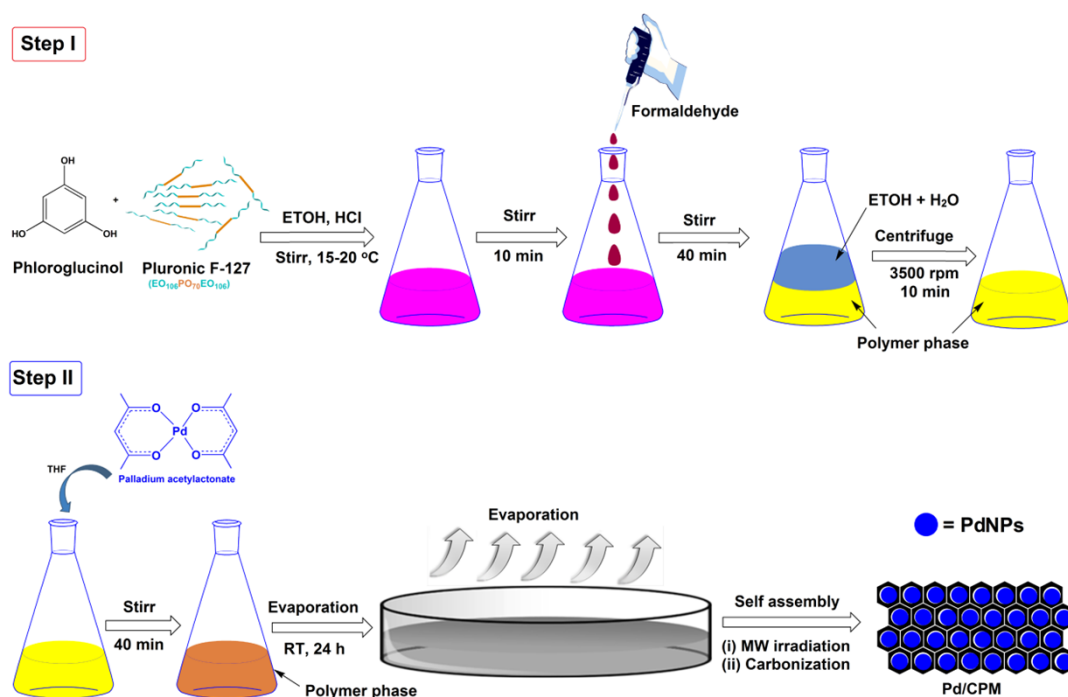 Step I
Formaldehyde
OH
HO
OH
+
Phloroglucinol
Pluronic F-127
(EO₁₀₆PO₇₀EO₁₀₆)
ETOH, HCl
Stirr, 15-20 °C
Stirr
10 min
Stirr
40 min
ETOH + H₂O
Centrifuge
3500 rpm
10 min
Polymer phase
Step II
O
O
Pd
O
O
Palladium acetylactonate
THF
Stirr
40 min
Evaporation
RT, 24 h
Polymer phase
Evaporation
Self assembly
(i) MW irradiation
(ii) Carbonization
= PdNPs
Pd/CPM